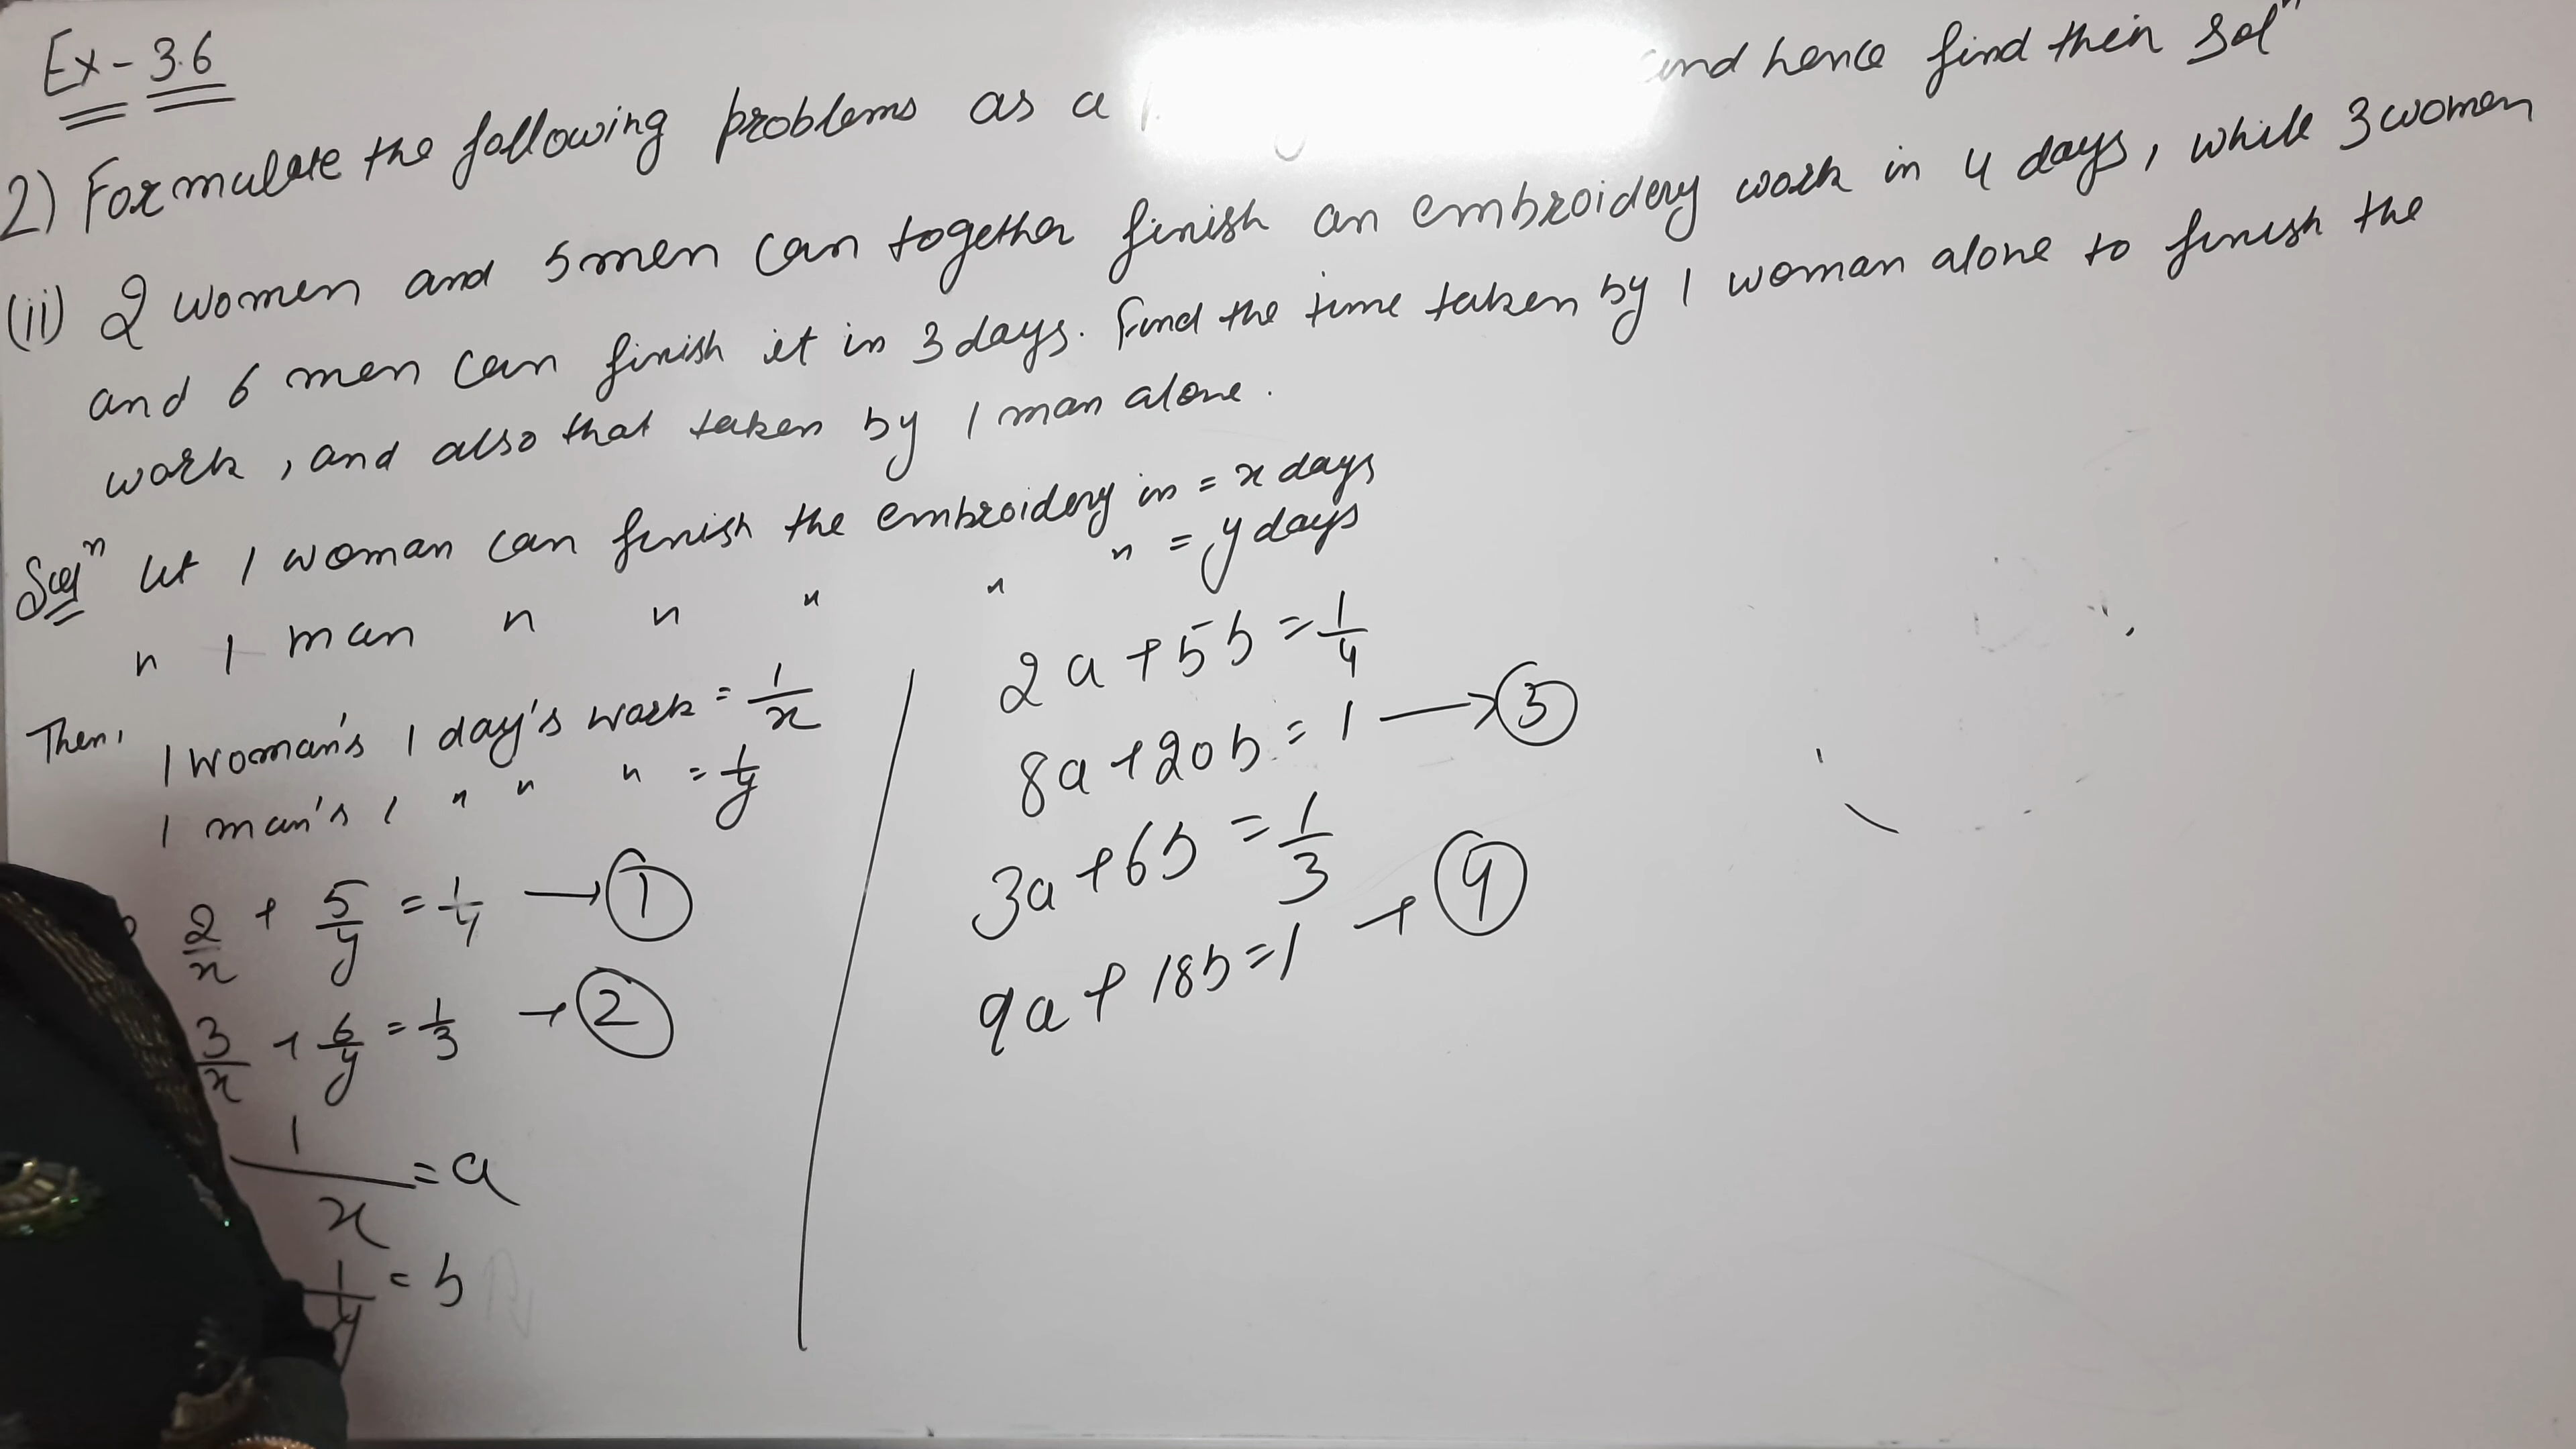 Ex - 3.6
2) Formulate the following problems as a and hence find their Solⁿ
(ii) 2 women and 5 men can together finish an embroidery work in 4 days, while 3 women
and 6 men can finish it in 3 days. Find the time taken by 1 woman alone to finish the
work, and also that taken by 1 man alone.
Solⁿ let 1 woman can finish the embroidery in = x days
" 1 man " " " " " = y days
Then, 1 woman's 1 day's work = 1/x
1 man's 1 " " " = 1/y
2/x + 5/y = 1/4 → ①
3/x + 6/y = 1/3 → ②
1/x = a
1/y = b
2a + 5b = 1/4
8a + 20b = 1 → ③
3a + 6b = 1/3
9a + 18b = 1 → ④